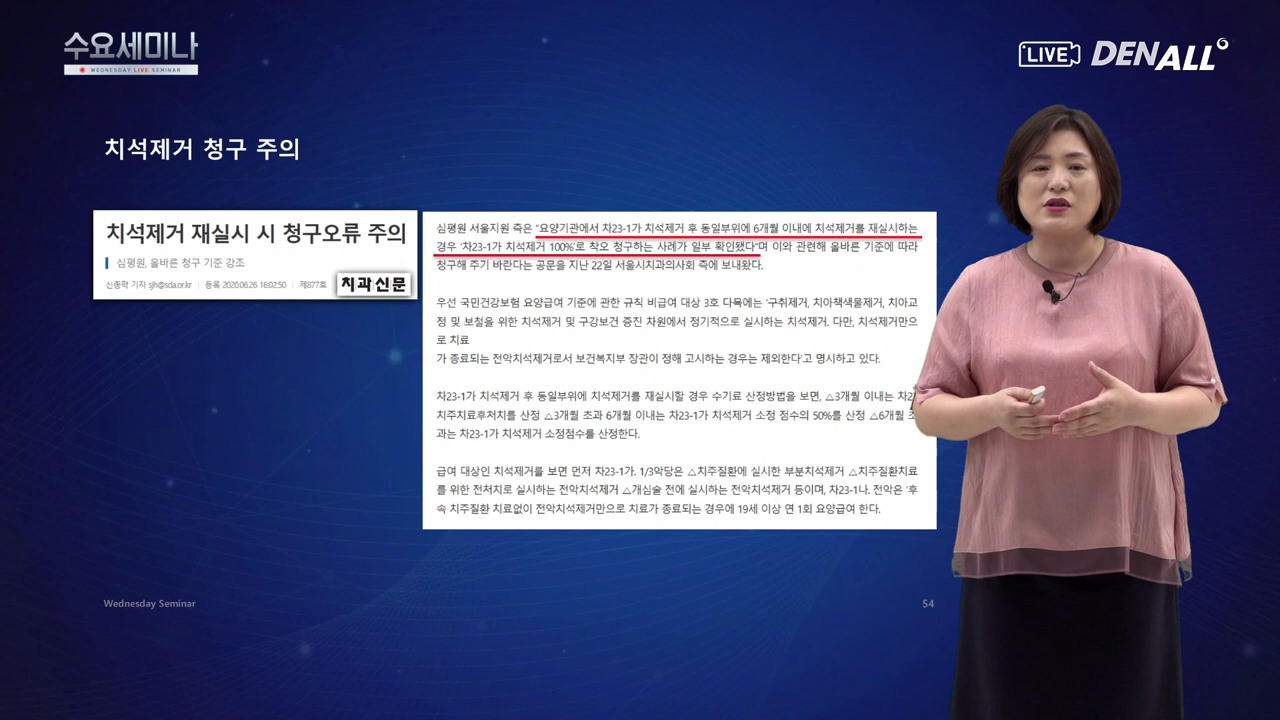 수요세미나
WEDNESDAY LIVE SEMINAR
LIVE
DENALL
치석제거 청구 주의
치석제거 재실시 시 청구오류 주의
심평원, 올바른 청구 기준 강조
신종학 기자 sjh@sda.or.kr | 등록 2020.06.26 16:02:50 | 제877호
치과신문
심평원 서울지원 측은 "요양기관에서 차23-1가 치석제거 후 동일부위에 6개월 이내에 치석제거를 재실시하는
경우 '차23-1가 치석제거 100%'로 착오 청구하는 사례가 일부 확인됐다"며 이와 관련해 올바른 기준에 따라
청구해 주기 바란다는 공문을 지난 22일 서울시치과의사회 측에 보내왔다.
우선 국민건강보험 요양급여 기준에 관한 규칙 비급여 대상 3호 다목에는 '구취제거, 치아책색물제거, 치아교
정 및 보철을 위한 치석제거 및 구강보건 증진 차원에서 정기적으로 실시하는 치석제거. 다만, 치석제거만으
로 치료
가 종료되는 전악치석제거로서 보건복지부 장관이 정해 고시하는 경우는 제외한다'고 명시하고 있다.
차23-1가 치석제거 후 동일부위에 치석제거를 재실시할 경우 수기료 산정방법을 보면, △3개월 이내는
치주치료후처치를 산정 △3개월 초과 6개월 이내는 차23-1가 치석제거 소정 점수의 50%를 산정 △6개월
과는 차23-1가 치석제거 소정점수를 산정한다.
급여 대상인 치석제거를 보면 먼저 차23-1가. 1/3악당은 △치주질환에 실시한 부분치석제거 △치주질환치료
를 위한 전처치로 실시하는 전악치석제거 △개심술 전에 실시하는 전악치석제거 등이며, 차23-1나. 전악은 '후
속 치주질환 치료없이 전악치석제거만으로 치료가 종료되는 경우에 19세 이상 연 1회 요양급여 한다.
Wednesday Seminar
54